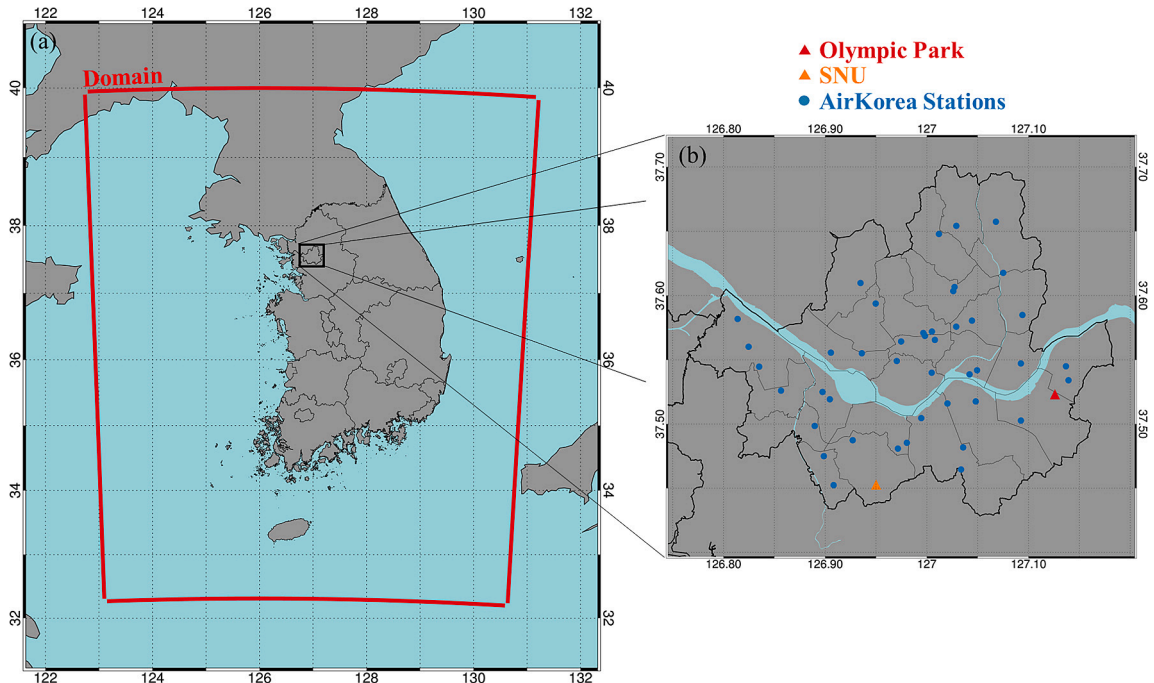 122 124 126 128 130 132
(a)
Domain
40 40
38 38
36 36
34 34
32 32
122 124 126 128 130 132
Olympic Park
SNU
AirKorea Stations
126.80 126.90 127 127.10
(b)
37.70 37.70
37.60 37.60
37.50 37.50
126.80 126.90 127 127.10